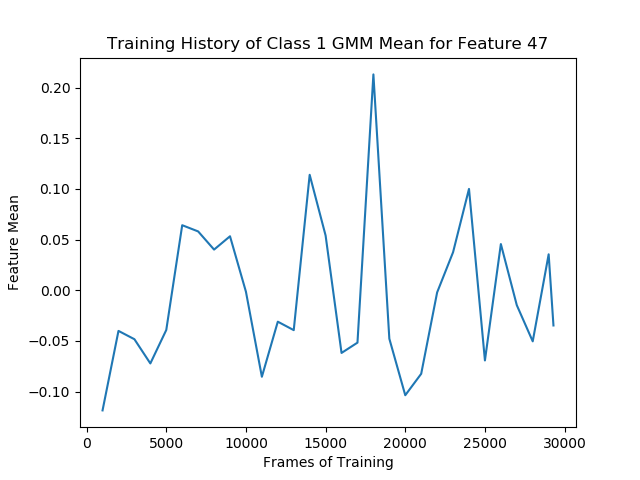 Training History of Class 1 GMM Mean for Feature 47
Feature Mean
0.20
0.15
0.10
0.05
0.00
−0.05
−0.10
0 5000 10000 15000 20000 25000 30000
Frames of Training